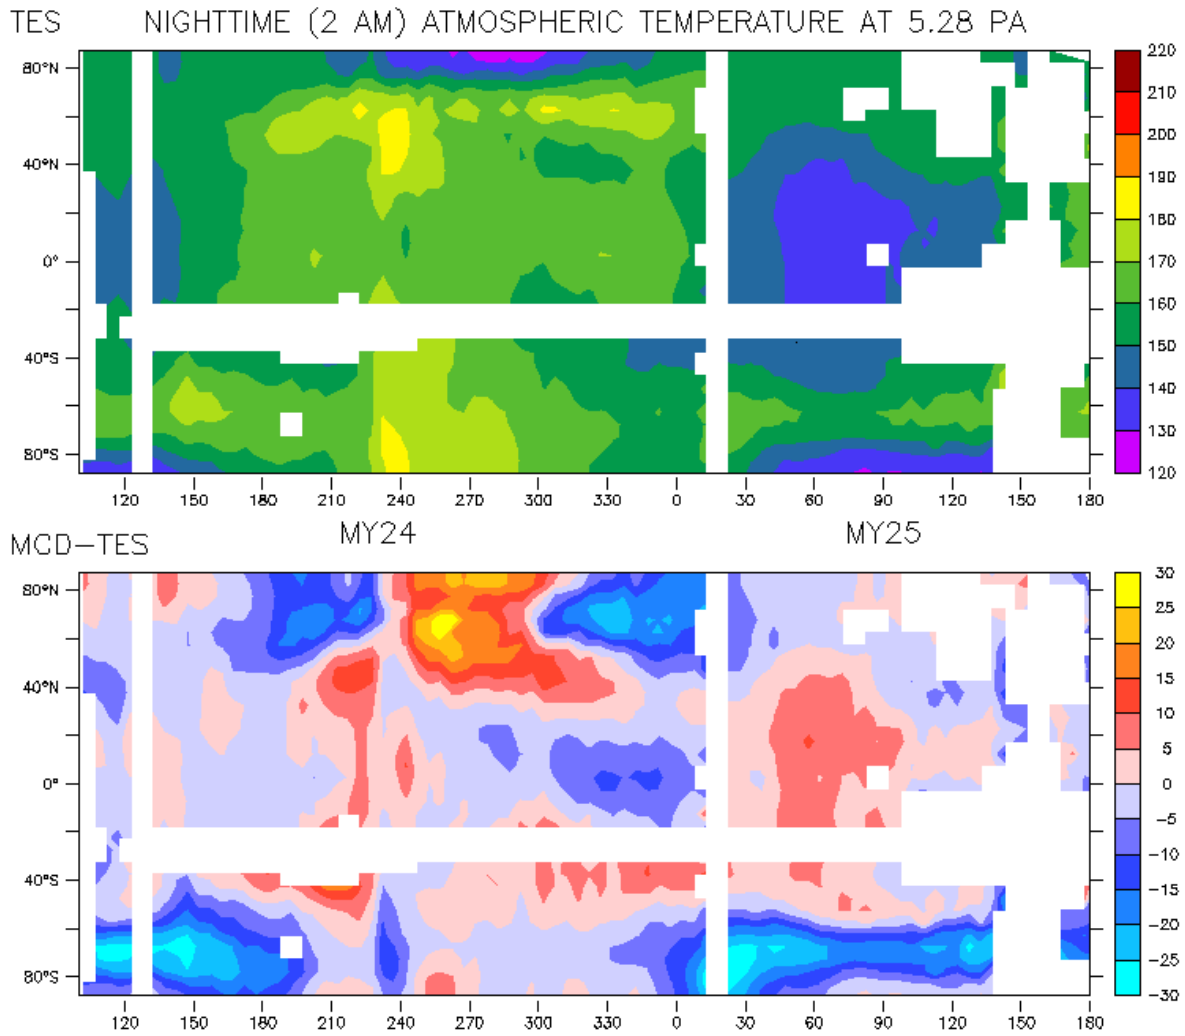 TES NIGHTTIME (2 AM) ATMOSPHERIC TEMPERATURE AT 5.28 PA
80°N
40°N
0°
40°S
80°S
120 150 180 210 240 270 300 330 0 30 60 90 120 150 180
220
210
200
190
180
170
160
150
140
130
120
MY24 MY25
MCD-TES
80°N
40°N
0°
40°S
80°S
120 150 180 210 240 270 300 330 0 30 60 90 120 150 180
30
25
20
15
10
5
0
-5
-10
-15
-20
-25
-30